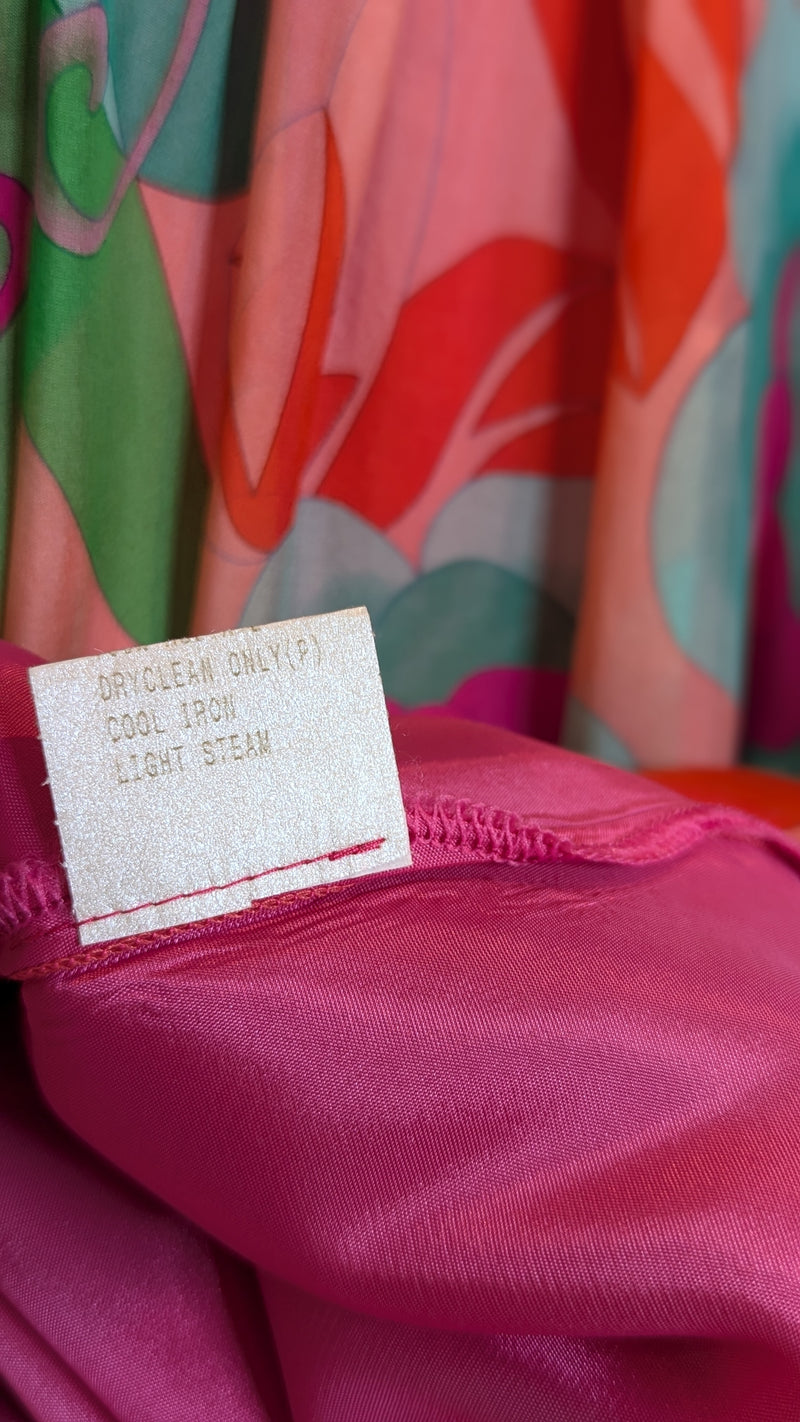 DRYCLEAN ONLY(P)
COOL IRON
LIGHT STEAM